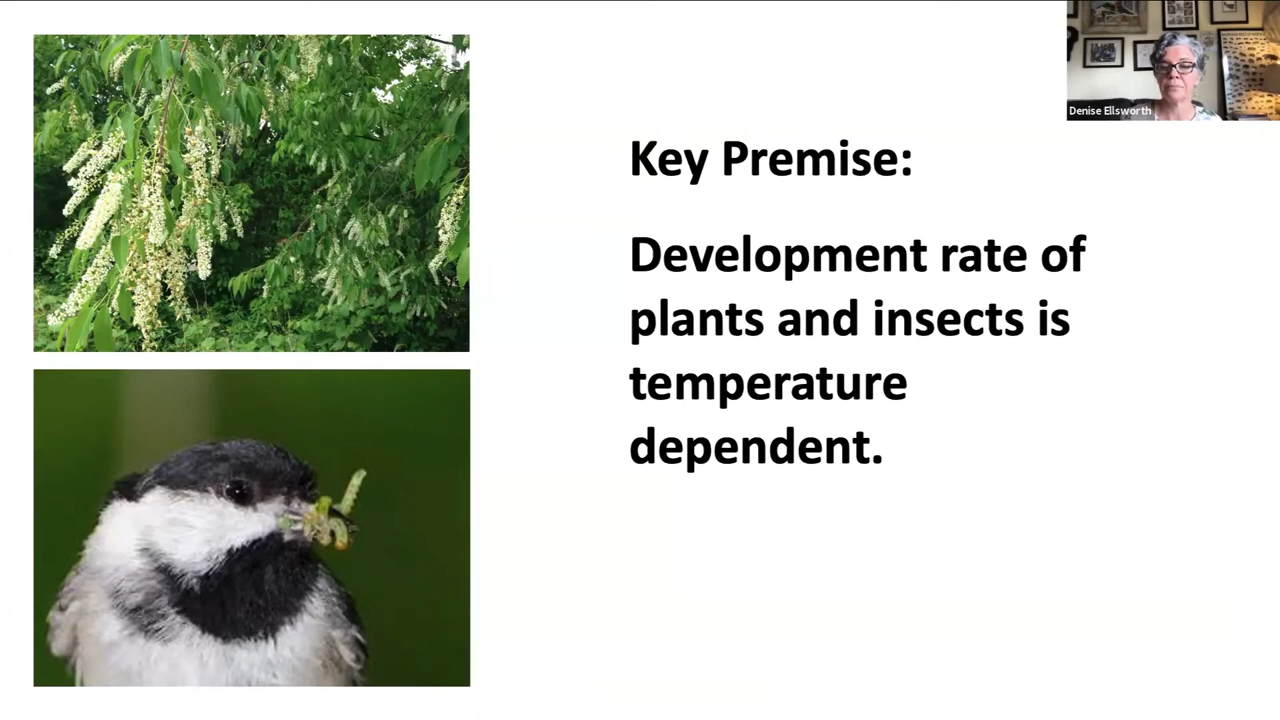 Denise Ellsworth
Key Premise:
Development rate of
plants and insects is
temperature
dependent.